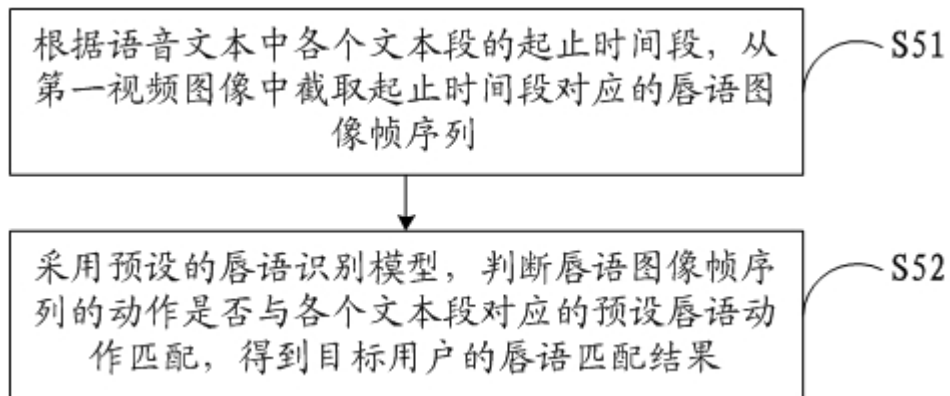 根据语音文本中各个文本段的起止时间段，从
第一视频图像中截取起止时间段对应的唇语图
像帧序列
S51
采用预设的唇语识别模型，判断唇语图像帧序
列的动作是否与各个文本段对应的预设唇语动
作匹配，得到目标用户的唇语匹配结果
S52